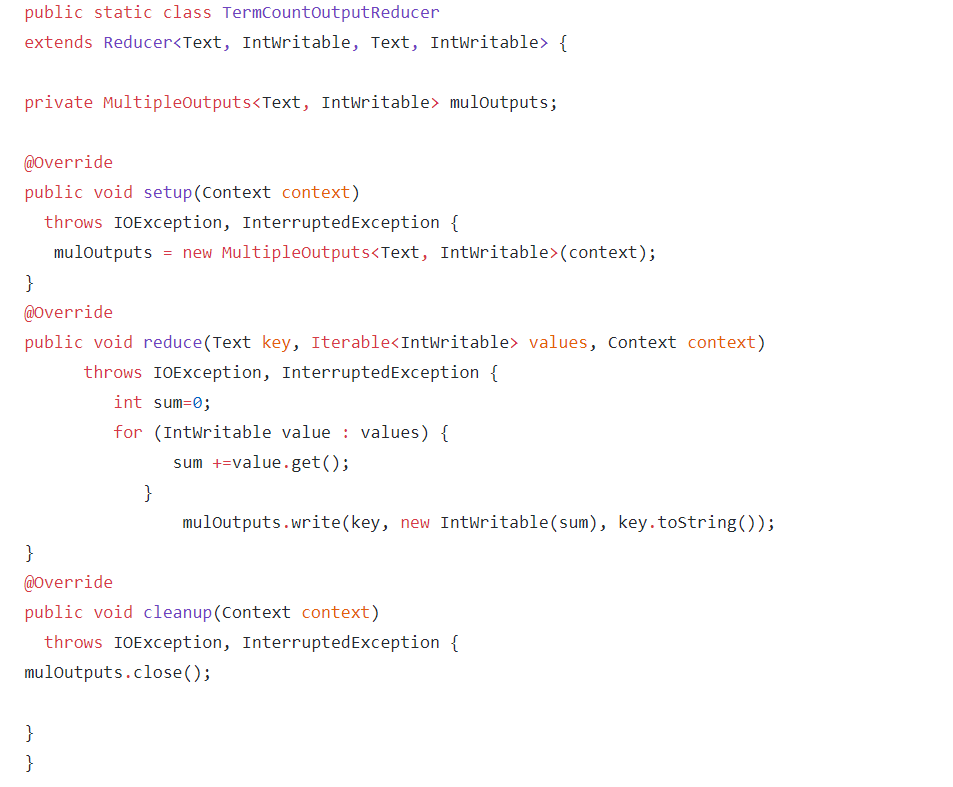 public static class TermCountOutputReducer
extends Reducer<Text, IntWritable, Text, IntWritable> {
private MultipleOutputs<Text, IntWritable> mulOutputs;
@Override
public void setup(Context context)
throws IOException, InterruptedException {
mulOutputs = new MultipleOutputs<Text, IntWritable>(context);
}
@Override
public void reduce(Text key, Iterable<IntWritable> values, Context context)
throws IOException, InterruptedException {
int sum=0;
for (IntWritable value : values) {
sum +=value.get();
}
mulOutputs.write(key, new IntWritable(sum), key.toString());
}
@Override
public void cleanup(Context context)
throws IOException, InterruptedException {
mulOutputs.close();
}
}